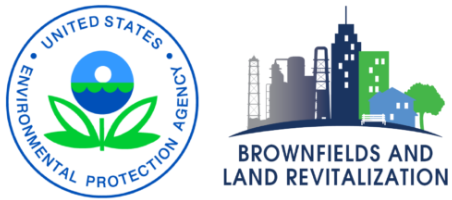 UNITED STATES
ENVIRONMENTAL PROTECTION AGENCY
BROWNFIELDS AND
LAND REVITALIZATION